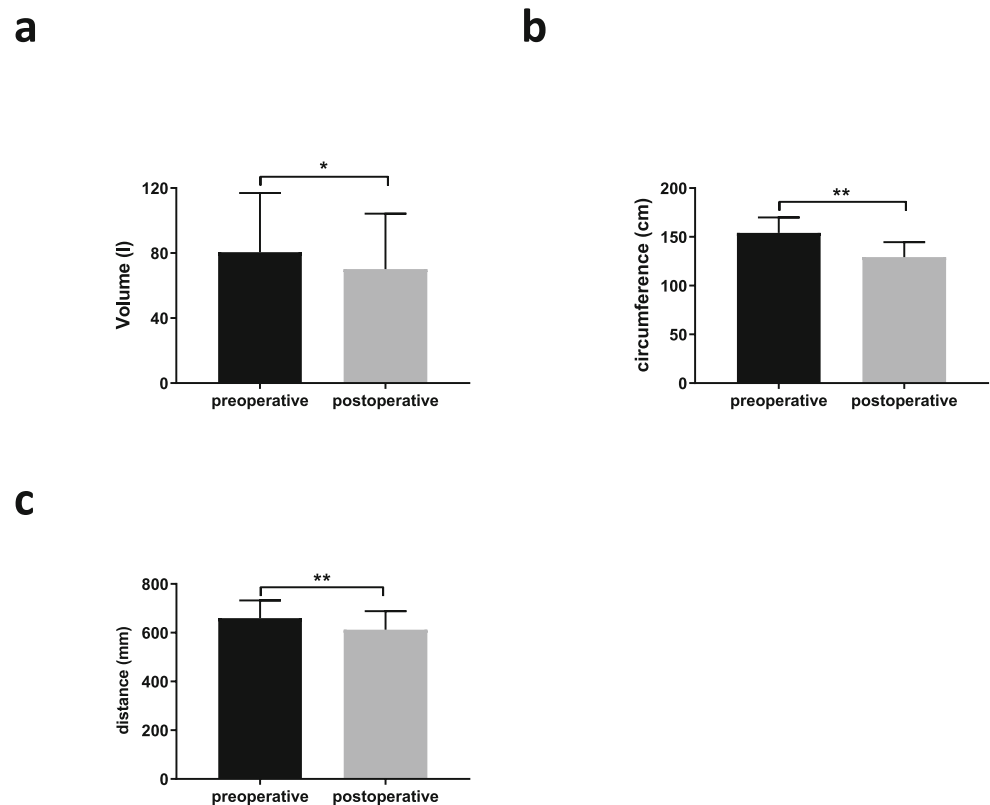 a
*
Volume (l)
120
80
40
0
preoperative
postoperative
b
**
circumference (cm)
200
150
100
50
0
preoperative
postoperative
c
**
distance (mm)
800
600
400
200
0
preoperative
postoperative